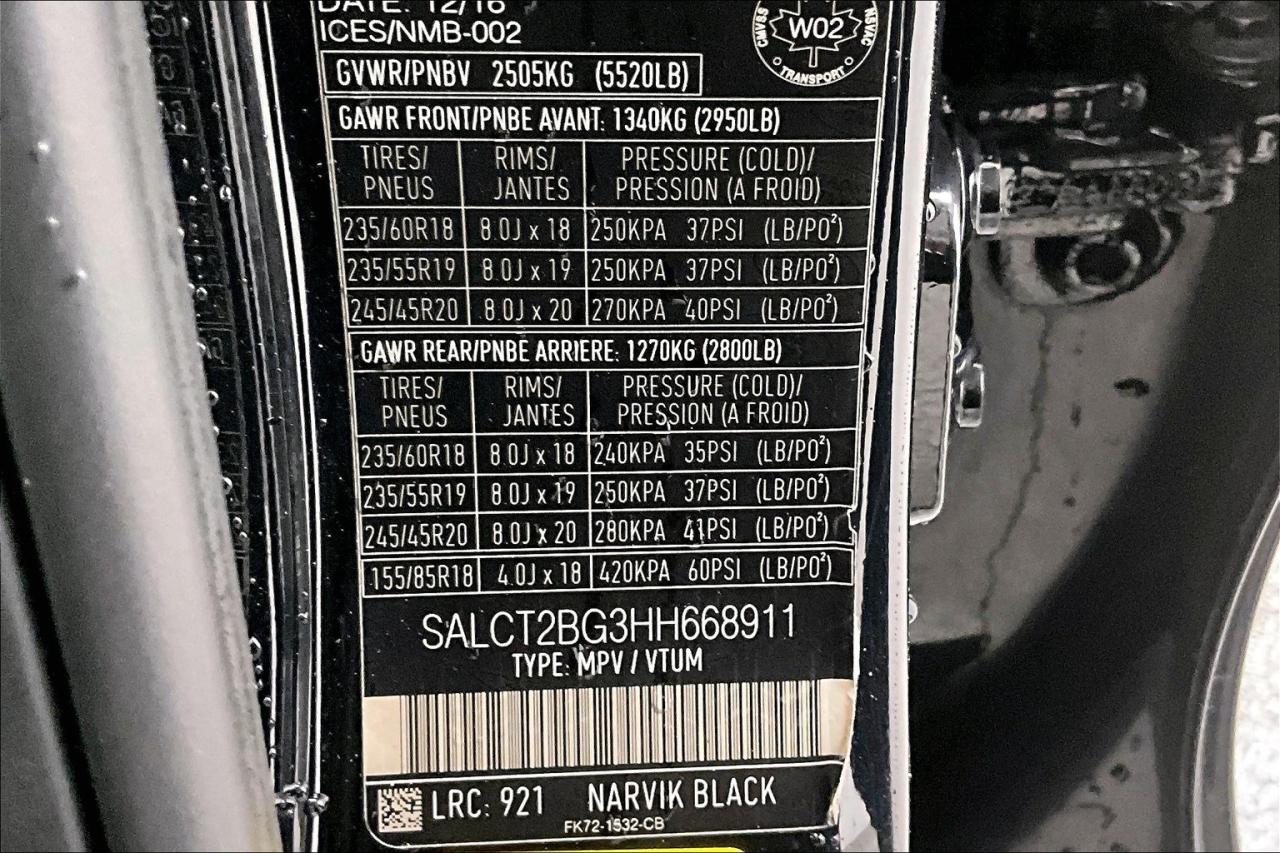 DATE: 12/16
ICES/NMB-002
CMVSS W02 NSVAC
TRANSPORT
GVWR/PNBV 2505KG (5520LB)
GAWR FRONT/PNBE AVANT: 1340KG (2950LB)
TIRES/ RIMS/ PRESSURE (COLD)/
PNEUS JANTES PRESSION (A FROID)
235/60R18 8.0J x 18 250KPA 37PSI (LB/PO²)
235/55R19 8.0J x 19 250KPA 37PSI (LB/PO²)
245/45R20 8.0J x 20 270KPA 40PSI (LB/PO²)
GAWR REAR/PNBE ARRIERE: 1270KG (2800LB)
TIRES/ RIMS/ PRESSURE (COLD)/
PNEUS JANTES PRESSION (A FROID)
235/60R18 8.0J x 18 240KPA 35PSI (LB/PO²)
235/55R19 8.0J x 19 250KPA 37PSI (LB/PO²)
245/45R20 8.0J x 20 280KPA 41PSI (LB/PO²)
155/85R18 4.0J x 18 420KPA 60PSI (LB/PO²)
SALCT2BG3HH668911
TYPE: MPV / VTUM
LRC: 921 NARVIK BLACK
FK72-1532-CB